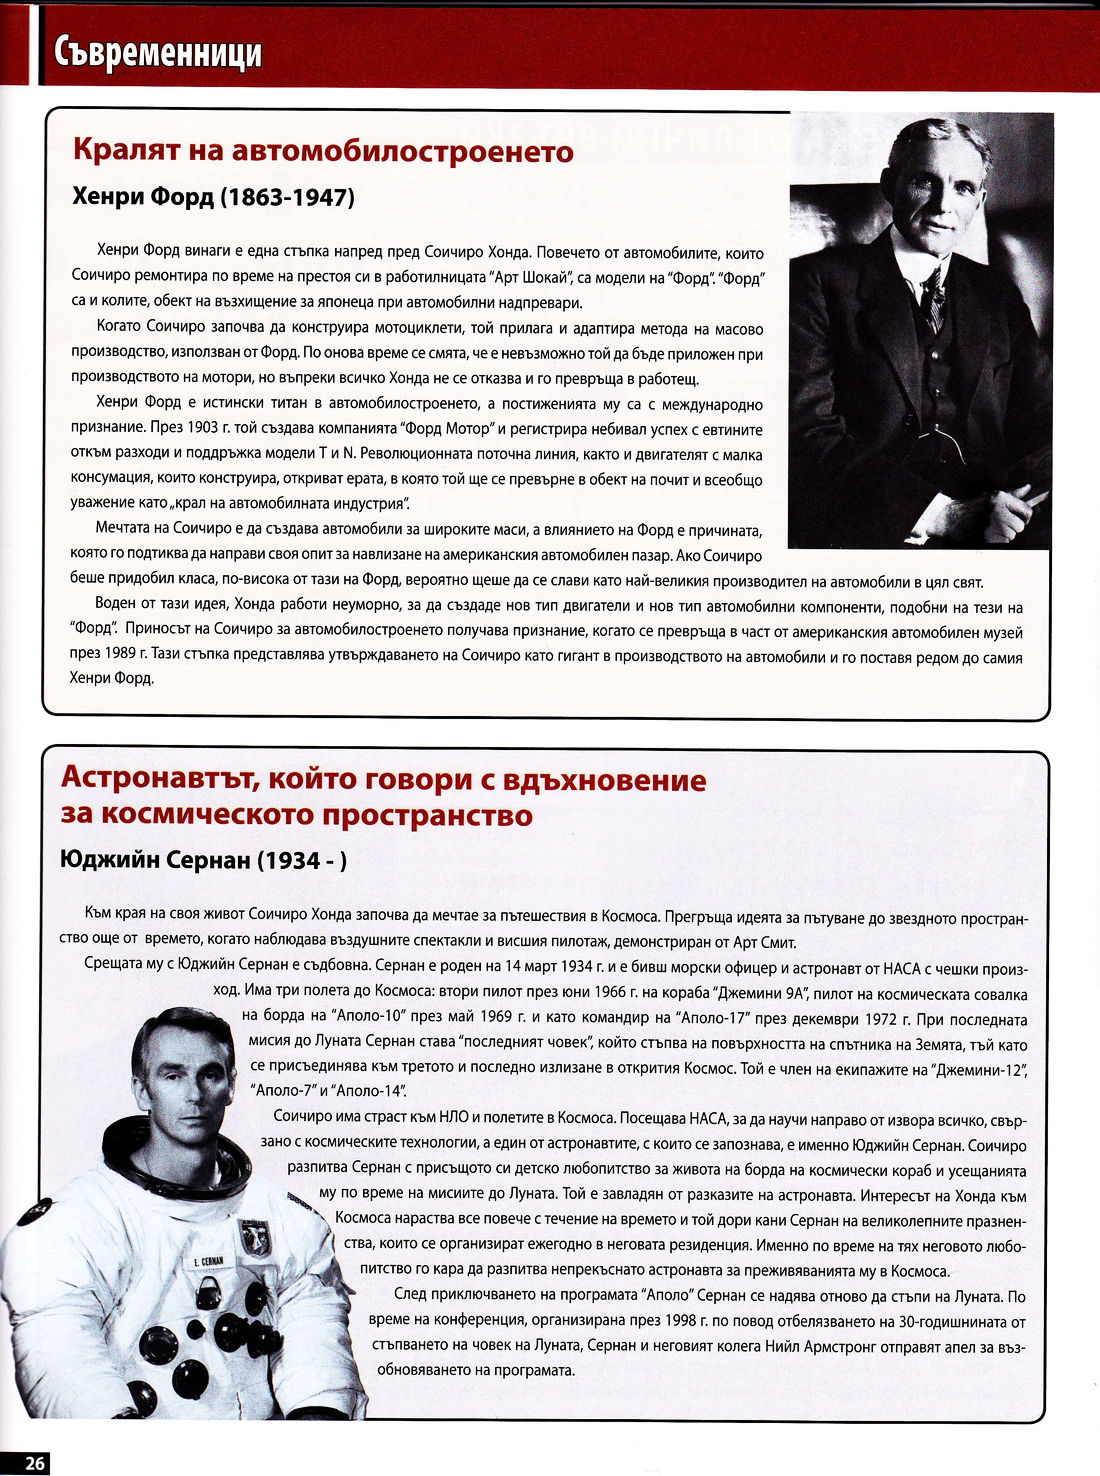 Съвременници
Кралят на автомобилостроенето
Хенри Форд (1863-1947)
Хенри Форд винаги е една стъпка напред пред Соичиро Хонда. Повечето от автомобилите, които
Соичиро ремонтира по време на престоя си в работилницата “Арт Шокай”, са модели на “Форд”. “Форд”
са и колите, обект на възхищение за японеца при автомобилни надпревари.
Когато Соичиро започва да конструира мотоциклети, той прилага и адаптира метода на масово
производство, използван от Форд. По онова време се смята, че е невъзможно той да бъде приложен при
производството на мотори, но въпреки всичко Хонда не се отказва и го превръща в работещ.
Хенри Форд е истински титан в автомобилостроенето, а постиженията му са с международно
признание. През 1903 г. той създава компанията “Форд Мотор” и регистрира небивал успех с евтините
откъм разходи и поддръжка модели T и N. Революционната поточна линия, както и двигателят с малка
консумация, които конструира, откриват ерата, в която той ще се превърне в обект на почит и всеобщо
уважение като „крал на автомобилната индустрия”.
Мечтата на Соичиро е да създава автомобили за широките маси, а влиянието на Форд е причината,
която го подтиква да направи своя опит за навлизане на американския автомобилен пазар. Ако Соичиро
беше придобил класа, по-висока от тази на Форд, вероятно щеше да се слави като най-великия производител на автомобили в цял свят.
Воден от тази идея, Хонда работи неуморно, за да създаде нов тип двигатели и нов тип автомобилни компоненти, подобни на тези на
“Форд”. Приносът на Соичиро за автомобилостроенето получава признание, когато се превръща в част от американския автомобилен музей
през 1989 г. Тази стъпка представлява утвърждаването на Соичиро като гигант в производството на автомобили и го поставя редом до самия
Хенри Форд.
Астронавтът, който говори с вдъхновение
за космическото пространство
Юджийн Сернан (1934 - )
Към края на своя живот Соичиро Хонда започва да мечтае за пътешествия в Космоса. Прегръща идеята за пътуване до звездното простран-
ство още от времето, когато наблюдава въздушните спектакли и висшия пилотаж, демонстриран от Арт Смит.
Срещата му с Юджийн Сернан е съдбовна. Сернан е роден на 14 март 1934 г. и е бивш морски офицер и астронавт от НАСА с чешки произ-
ход. Има три полета до Космоса: втори пилот през юни 1966 г. на кораба “Джемини 9А”, пилот на космическата совалка
на борда на “Аполо-10” през май 1969 г. и като командир на “Аполо-17” през декември 1972 г. При последната
мисия до Луната Сернан става “последният човек”, който стъпва на повърхността на спътника на Земята, тъй като
се присъединява към третото и последно излизане в открития Космос. Той е член на екипажите на “Джемини-12”,
“Аполо-7” и “Аполо-14”.
Соичиро има страст към НЛО и полетите в Космоса. Посещава НАСА, за да научи направо от извора всичко, свър-
зано с космическите технологии, а един от астронавтите, с които се запознава, е именно Юджийн Сернан. Соичиро
разпитва Сернан с присъщото си детско любопитство за живота на борда на космически кораб и усещанията
му по време на мисиите до Луната. Той е завладян от разказите на астронавта. Интересът на Хонда към
Космоса нараства все повече с течение на времето и той дори кани Сернан на великолепните празнен-
ства, които се организират ежегодно в неговата резиденция. Именно по време на тях неговото любо-
питство го кара да разпитва непрекъснато астронавта за преживяванията му в Космоса.
След приключването на програмата “Аполо” Сернан се надява отново да стъпи на Луната. По
време на конференция, организирана през 1998 г. по повод отбелязването на 30-годишнината от
стъпването на човек на Луната, Сернан и неговият колега Нийл Армстронг отправят апел за въз-
обновяването на програмата.
E. CERNAN
26